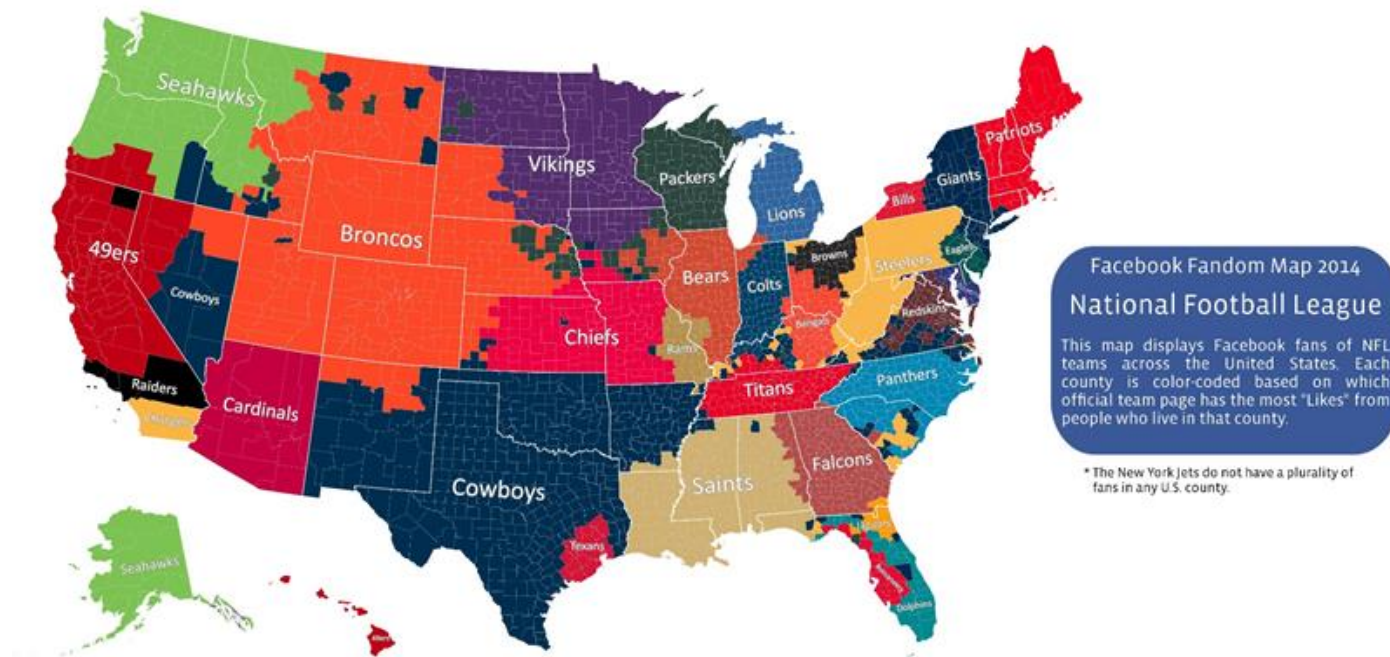 Seahawks
Vikings
Packers
Lions
Patriots
Giants
Bills
49ers
Broncos
Bears
Browns
Steelers
Eagles
Cowboys
Colts
Bengals
Redskins
Chiefs
Rams
Raiders
Chargers
Cardinals
Titans
Panthers
Cowboys
Saints
Falcons
Texans
Jaguars
Buccaneers
Dolphins
Seahawks
49ers
Facebook Fandom Map 2014
National Football League
This map displays Facebook fans of NFL
teams across the United States. Each
county is color-coded based on which
official team page has the most "Likes" from
people who live in that county.
* The New York Jets do not have a plurality of
fans in any U.S. county.